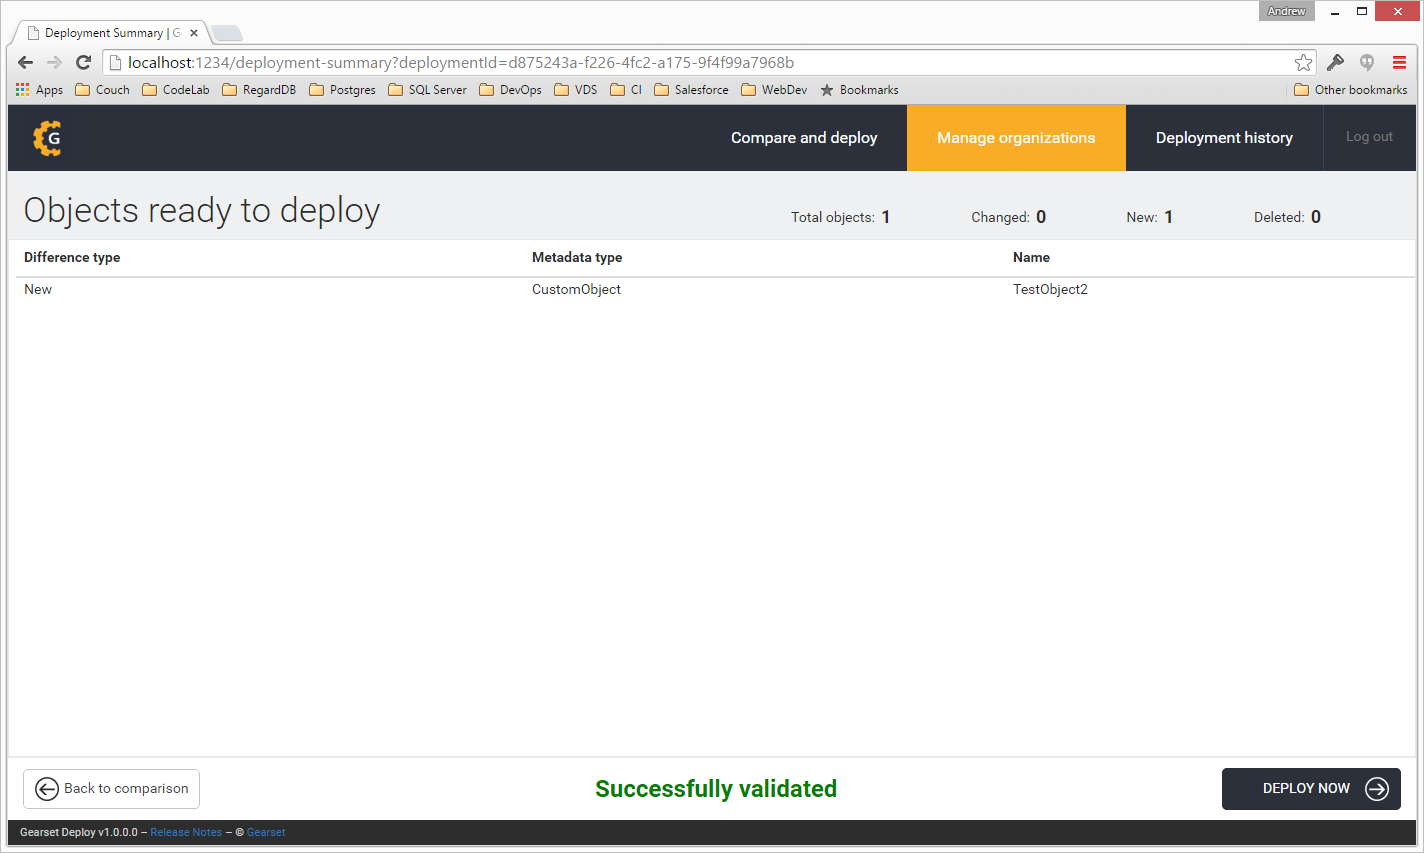 Andrew
Deployment Summary | G
localhost:1234/deployment-summary?deploymentId=d875243a-f226-4fc2-a175-9f4f99a7968b
Apps Couch CodeLab RegardDB Postgres SQL Server DevOps VDS CI Salesforce WebDev Bookmarks Other bookmarks
G Compare and deploy Manage organizations Deployment history Log out
Objects ready to deploy Total objects: 1 Changed: 0 New: 1 Deleted: 0
Difference type Metadata type Name
New CustomObject TestObject2
Back to comparison Successfully validated DEPLOY NOW
Gearset Deploy v1.0.0.0 – Release Notes – © Gearset